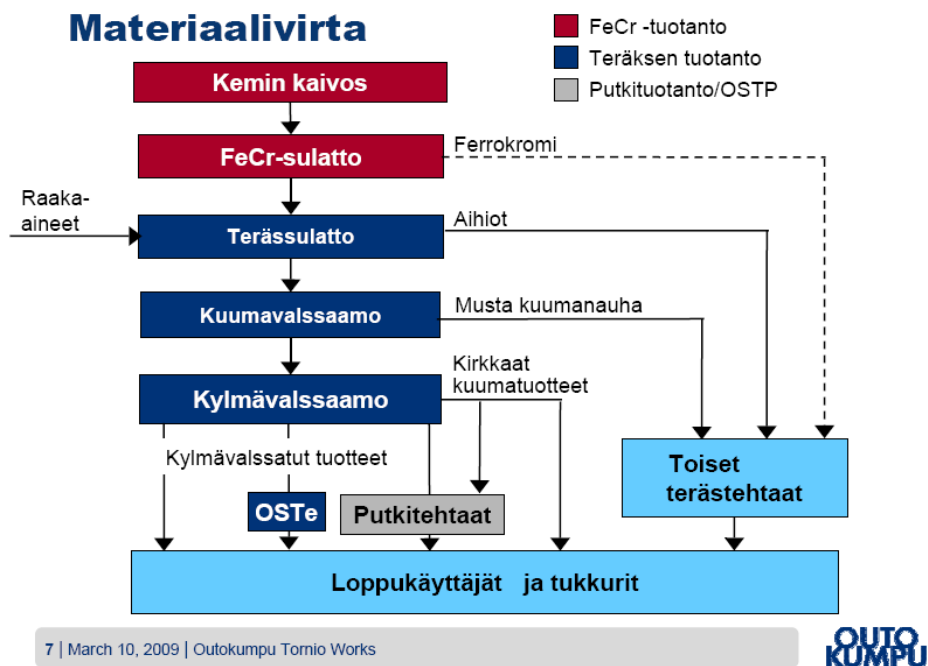 Materiaalivirta
FeCr -tuotanto
Teräksen tuotanto
Putkituotanto/OSTP
Kemin kaivos
FeCr-sulatto
Ferrokromi
Raaka-
aineet
Terässulatto
Aihiot
Kuumavalssaamo
Musta kuumanauha
Kylmävalssaamo
Kirkkaat
kuumatuotteet
Kylmävalssatut tuotteet
OSTe
Putkitehtaat
Toiset
terästehtaat
Loppukäyttäjät ja tukkurit
7 | March 10, 2009 | Outokumpu Tornio Works
OUTO
KUMPU